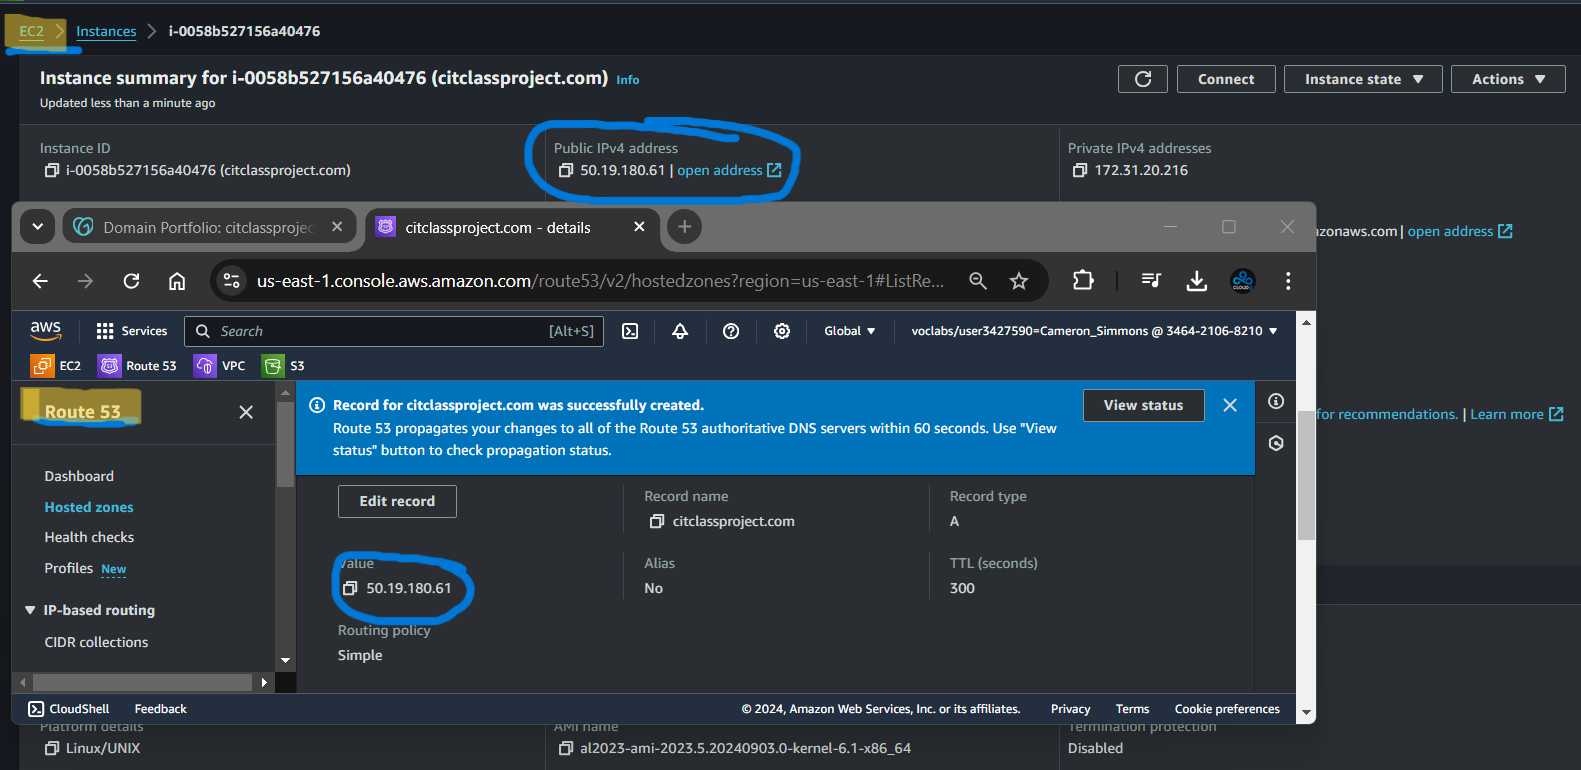 EC2 > Instances > i-0058b527156a40476
Instance summary for i-0058b527156a40476 (citclassproject.com) Info
Updated less than a minute ago
Connect
Instance state
Actions
Instance ID
i-0058b527156a40476 (citclassproject.com)
Public IPv4 address
50.19.180.61 | open address
Private IPv4 addresses
172.31.20.216
zonaws.com | open address
Domain Portfolio: citclassprojec
citclassproject.com - details
us-east-1.console.aws.amazon.com/route53/v2/hostedzones?region=us-east-1#ListRe...
aws
Services
Search [Alt+S]
Global
voclabs/user3427590=Cameron_Simmons @ 3464-2106-8210
EC2
Route 53
VPC
S3
Route 53
Dashboard
Hosted zones
Health checks
Profiles New
IP-based routing
CIDR collections
Record for citclassproject.com was successfully created.
Route 53 propagates your changes to all of the Route 53 authoritative DNS servers within 60 seconds. Use "View
status" button to check propagation status.
View status
for recommendations. | Learn more
Edit record
Record name
citclassproject.com
Record type
A
Value
50.19.180.61
Alias
No
TTL (seconds)
300
Routing policy
Simple
CloudShell
Feedback
© 2024, Amazon Web Services, Inc. or its affiliates.
Privacy
Terms
Cookie preferences
Platform details
Linux/UNIX
AMI name
al2023-ami-2023.5.20240903.0-kernel-6.1-x86_64
Termination protection
Disabled